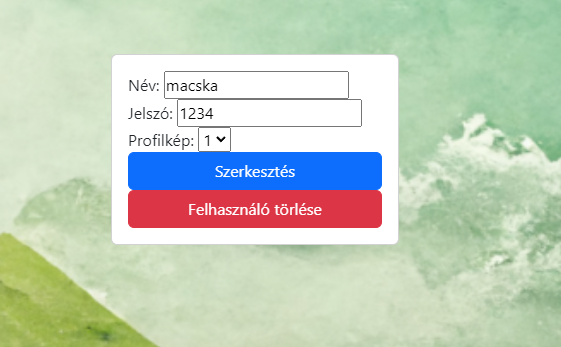 Név: macska
Jelszó: 1234
Profilkép: 1
Szerkesztés
Felhasználó törlése